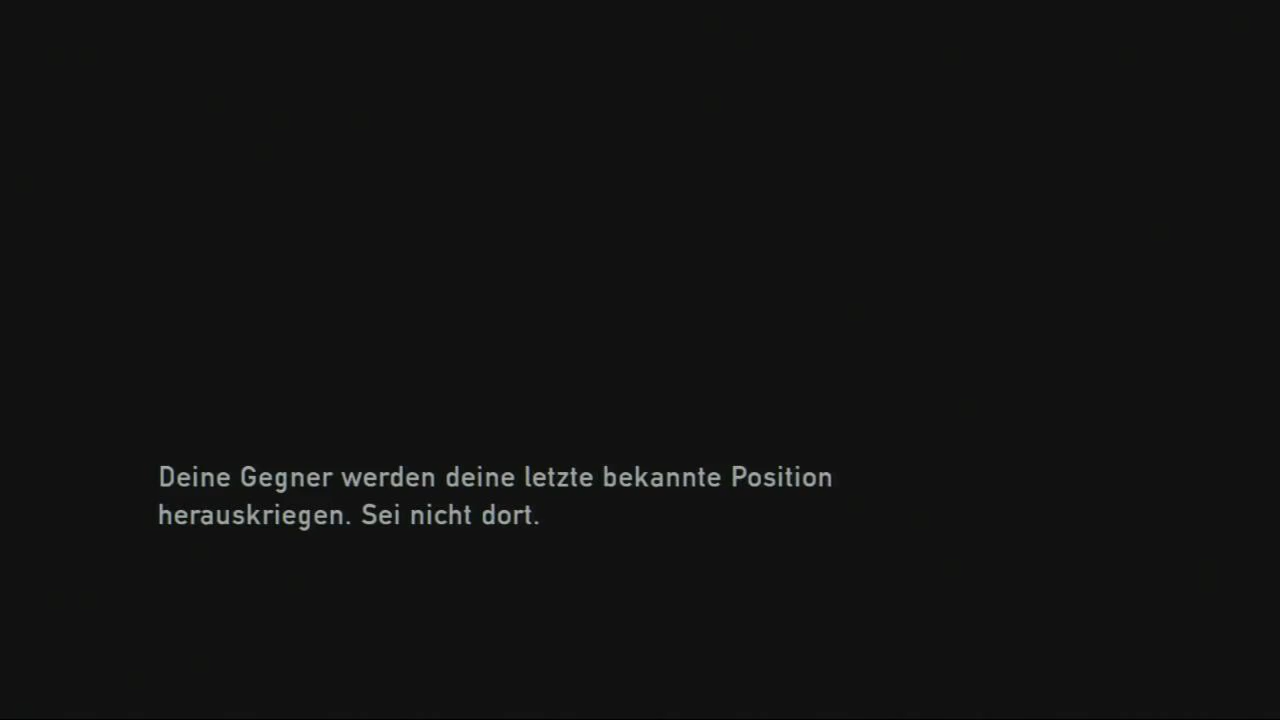 Deine Gegner werden deine letzte bekannte Position
herauskriegen. Sei nicht dort.